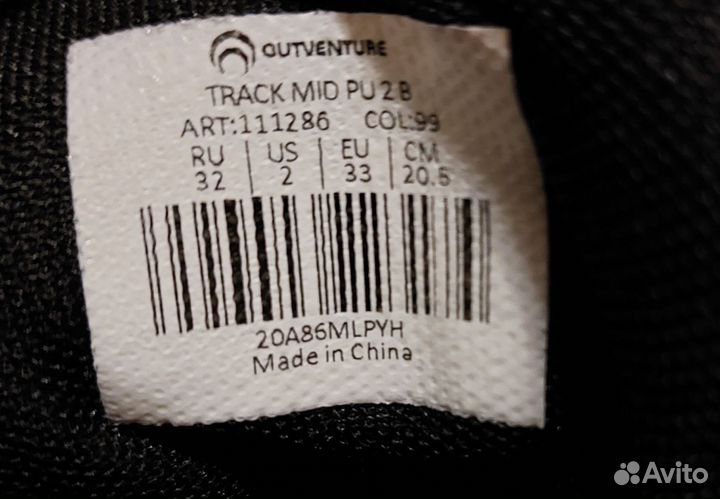 OUTVENTURE
TRACK MID PU 2 B
ART:111286 COL:99
RU US EU CM
32 2 33 20.5
20A86MLPYH
Made in China
Avito